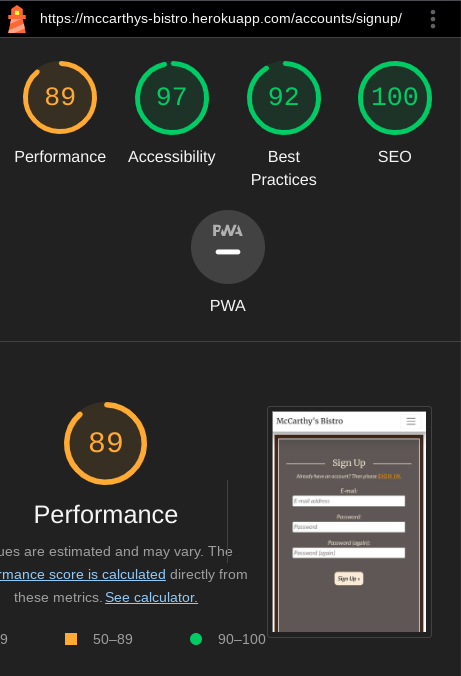 https://mccarthys-bistro.herokuapp.com/accounts/signup/
89 97 92 100
Performance Accessibility Best Practices SEO
PWA
PWA
89
Performance
ues are estimated and may vary. The
rmance score is calculated directly from
these metrics. See calculator.
9 50–89 90–100
McCarthy's Bistro
Sign Up
Already have an account? Then please SIGN IN.
E-mail:
E-mail address
Password:
Password
Password (again):
Password (again)
Sign Up »